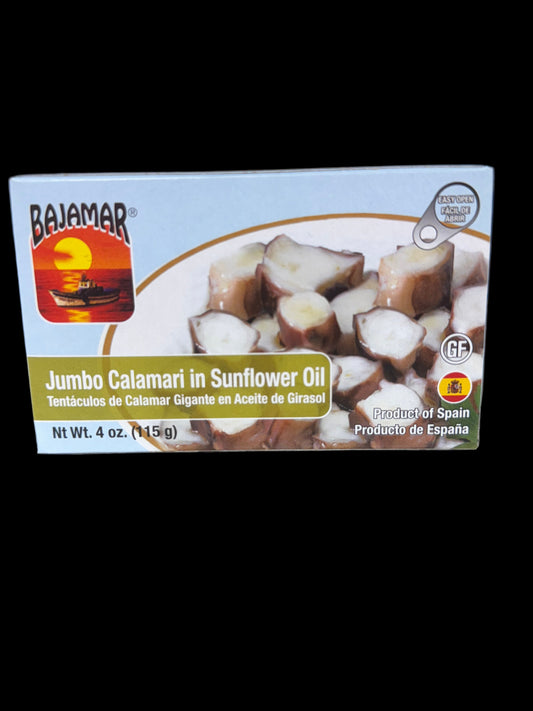 BAJAMAR®
EASY OPEN
FÁCIL DE
ABRIR
GF
Jumbo Calamari in Sunflower Oil
Tentáculos de Calamar Gigante en Aceite de Girasol
Nt Wt. 4 oz. (115 g)
Product of Spain
Producto de España